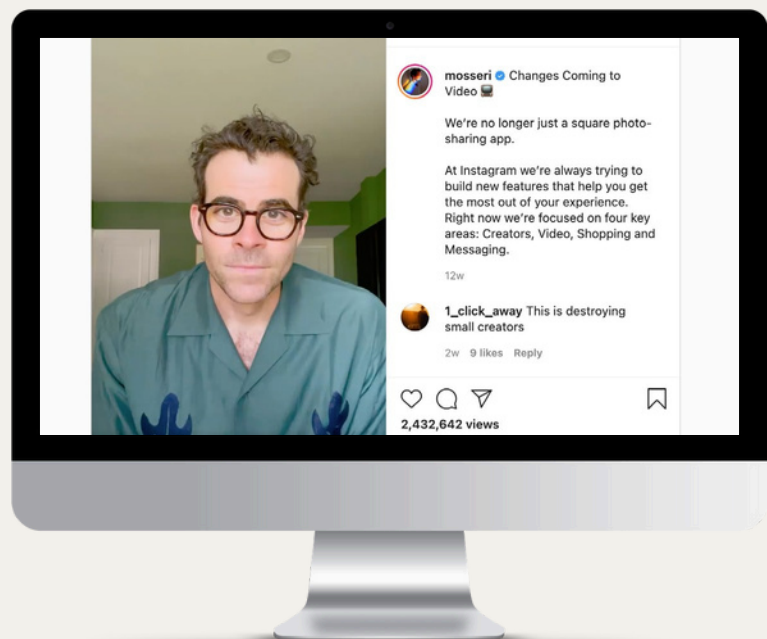 mosseri Changes Coming to
Video 📺
We're no longer just a square photo-
sharing app.
At Instagram we're always trying to
build new features that help you get
the most out of your experience.
Right now we're focused on four key
areas: Creators, Video, Shopping and
Messaging.
12w
1_click_away This is destroying
small creators
2w 9 likes Reply
2,432,642 views